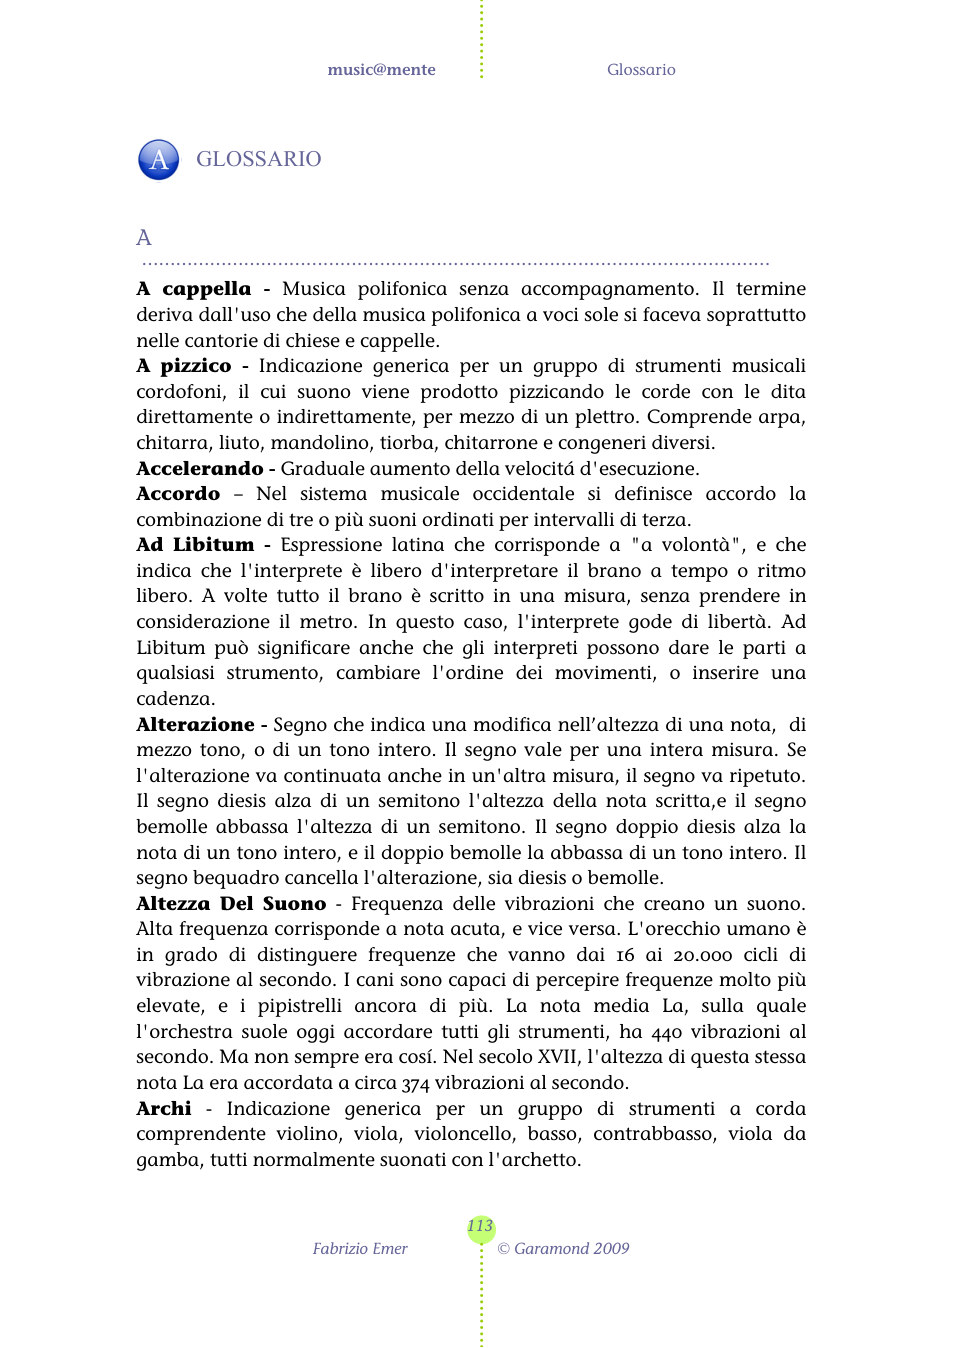 music@mente Glossario
A GLOSSARIO
A
A cappella - Musica polifonica senza accompagnamento. Il termine
deriva dall'uso che della musica polifonica a voci sole si faceva soprattutto
nelle cantorie di chiese e cappelle.
A pizzico - Indicazione generica per un gruppo di strumenti musicali
cordofoni, il cui suono viene prodotto pizzicando le corde con le dita
direttamente o indirettamente, per mezzo di un plettro. Comprende arpa,
chitarra, liuto, mandolino, tiorba, chitarrone e congeneri diversi.
Accelerando - Graduale aumento della velocitá d'esecuzione.
Accordo – Nel sistema musicale occidentale si definisce accordo la
combinazione di tre o più suoni ordinati per intervalli di terza.
Ad Libitum - Espressione latina che corrisponde a "a volontà", e che
indica che l'interprete è libero d'interpretare il brano a tempo o ritmo
libero. A volte tutto il brano è scritto in una misura, senza prendere in
considerazione il metro. In questo caso, l'interprete gode di libertà. Ad
Libitum può significare anche che gli interpreti possono dare le parti a
qualsiasi strumento, cambiare l'ordine dei movimenti, o inserire una
cadenza.
Alterazione - Segno che indica una modifica nell’altezza di una nota, di
mezzo tono, o di un tono intero. Il segno vale per una intera misura. Se
l'alterazione va continuata anche in un'altra misura, il segno va ripetuto.
Il segno diesis alza di un semitono l'altezza della nota scritta,e il segno
bemolle abbassa l'altezza di un semitono. Il segno doppio diesis alza la
nota di un tono intero, e il doppio bemolle la abbassa di un tono intero. Il
segno bequadro cancella l'alterazione, sia diesis o bemolle.
Altezza Del Suono - Frequenza delle vibrazioni che creano un suono.
Alta frequenza corrisponde a nota acuta, e vice versa. L'orecchio umano è
in grado di distinguere frequenze che vanno dai 16 ai 20.000 cicli di
vibrazione al secondo. I cani sono capaci di percepire frequenze molto più
elevate, e i pipistrelli ancora di più. La nota media La, sulla quale
l'orchestra suole oggi accordare tutti gli strumenti, ha 440 vibrazioni al
secondo. Ma non sempre era cosí. Nel secolo XVII, l'altezza di questa stessa
nota La era accordata a circa 374 vibrazioni al secondo.
Archi - Indicazione generica per un gruppo di strumenti a corda
comprendente violino, viola, violoncello, basso, contrabbasso, viola da
gamba, tutti normalmente suonati con l'archetto.
113
Fabrizio Emer © Garamond 2009